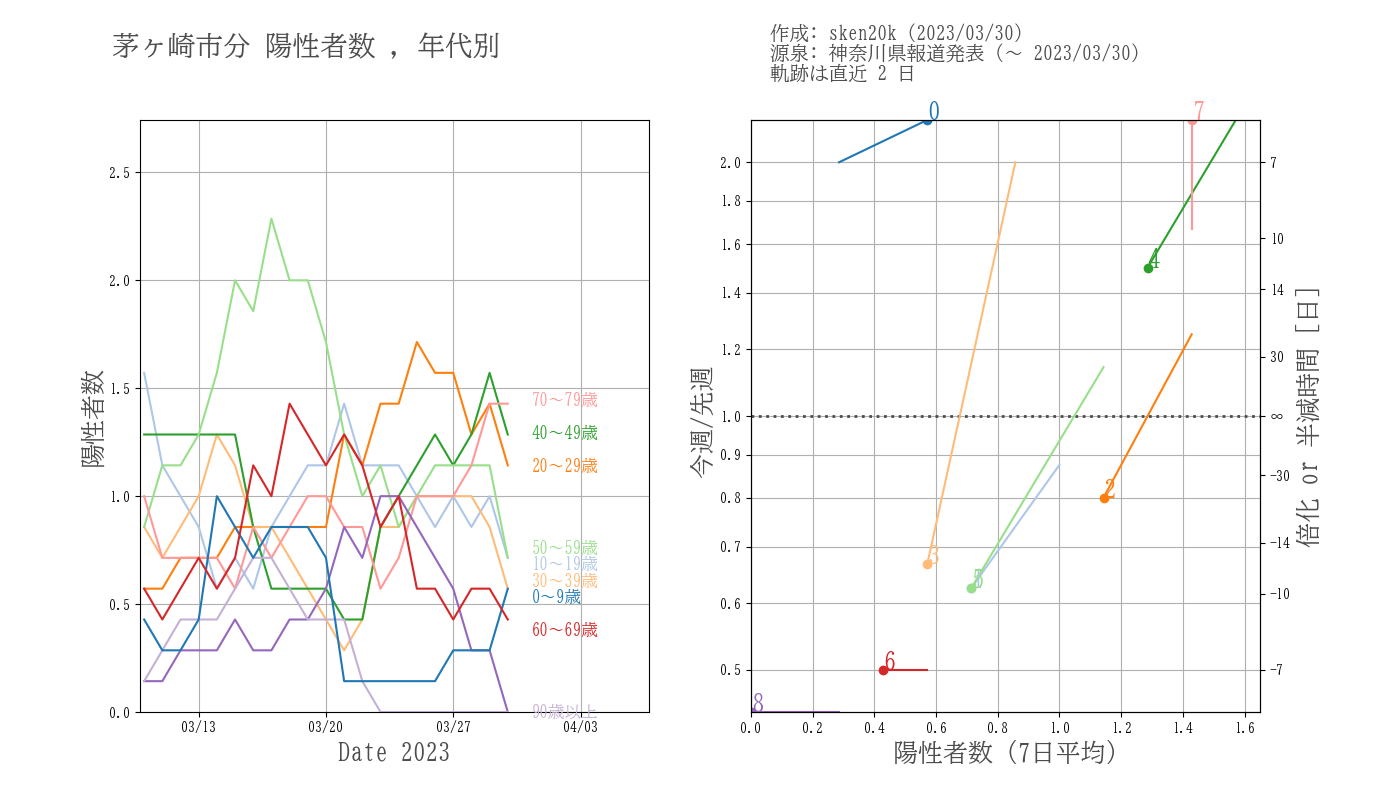 茅ヶ崎市分 陽性者数 , 年代別
作成: sken20k (2023/03/30)
源泉: 神奈川県報道発表 (〜 2023/03/30)
軌跡は直近 2 日
陽性者数
2.5
2.0
1.5
1.0
0.5
0.0
03/13
03/20
03/27
04/03
Date 2023
70〜79歳
40〜49歳
20〜29歳
50〜59歳
10〜19歳
30〜39歳
0〜9歳
60〜69歳
90歳以上
今週/先週
2.0
1.8
1.6
1.4
1.2
1.0
0.9
0.8
0.7
0.6
0.5
0
7
4
2
3
5
6
8
0.0
0.2
0.4
0.6
0.8
1.0
1.2
1.4
1.6
陽性者数 (7日平均)
7
10
14
30
∞
−30
−14
−10
−7
倍化 or 半減時間 [日]